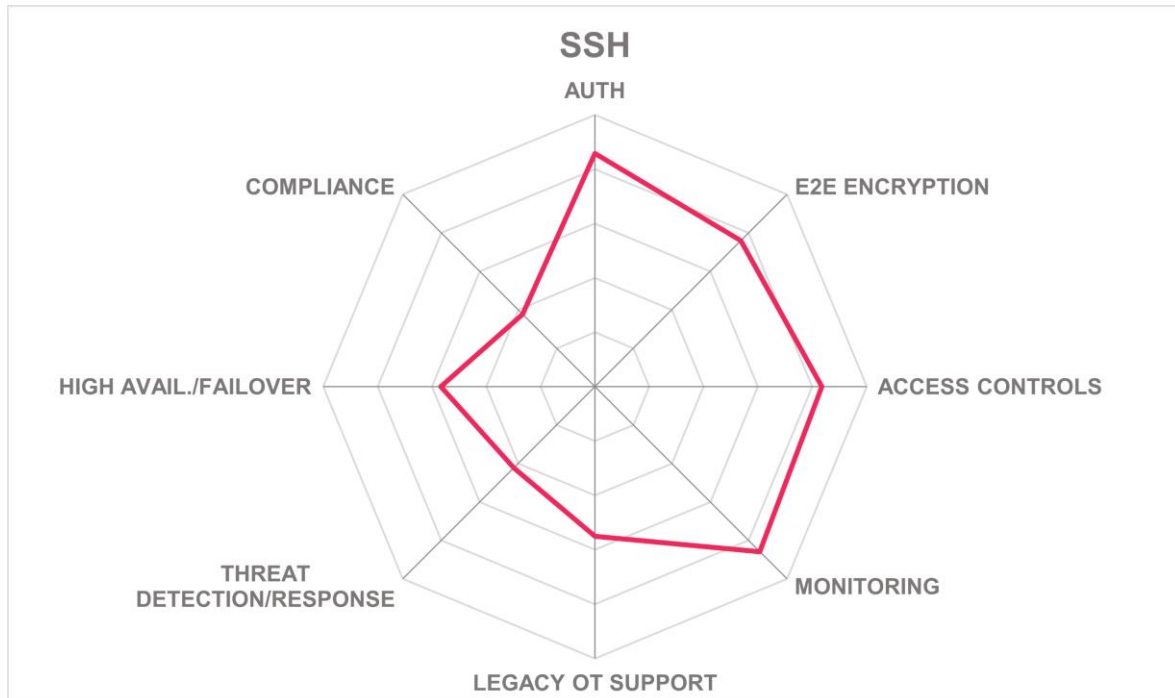 SSH
AUTH
COMPLIANCE
E2E ENCRYPTION
HIGH AVAIL./FAILOVER
ACCESS CONTROLS
THREAT
DETECTION/RESPONSE
MONITORING
LEGACY OT SUPPORT